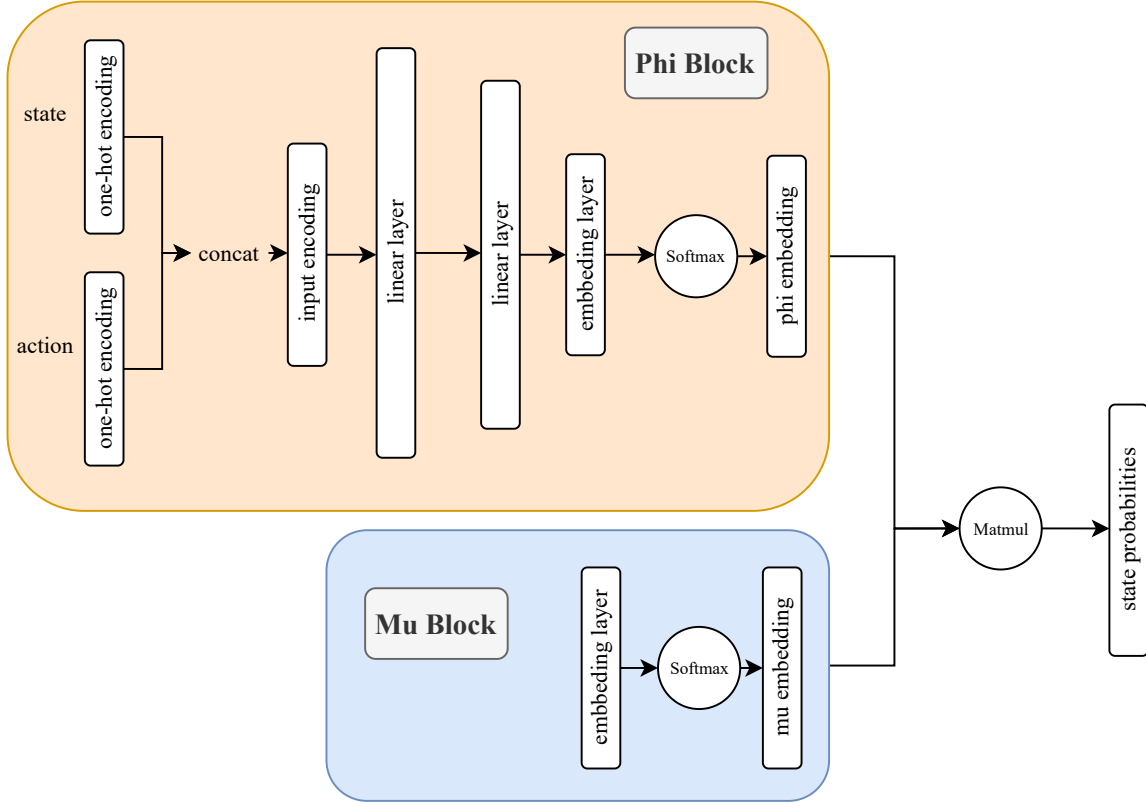 Phi Block
state
one-hot encoding
action
one-hot encoding
concat
input encoding
linear layer
linear layer
embbeding layer
Softmax
phi embedding
Mu Block
embbeding layer
Softmax
mu embedding
Matmul
state probabilities